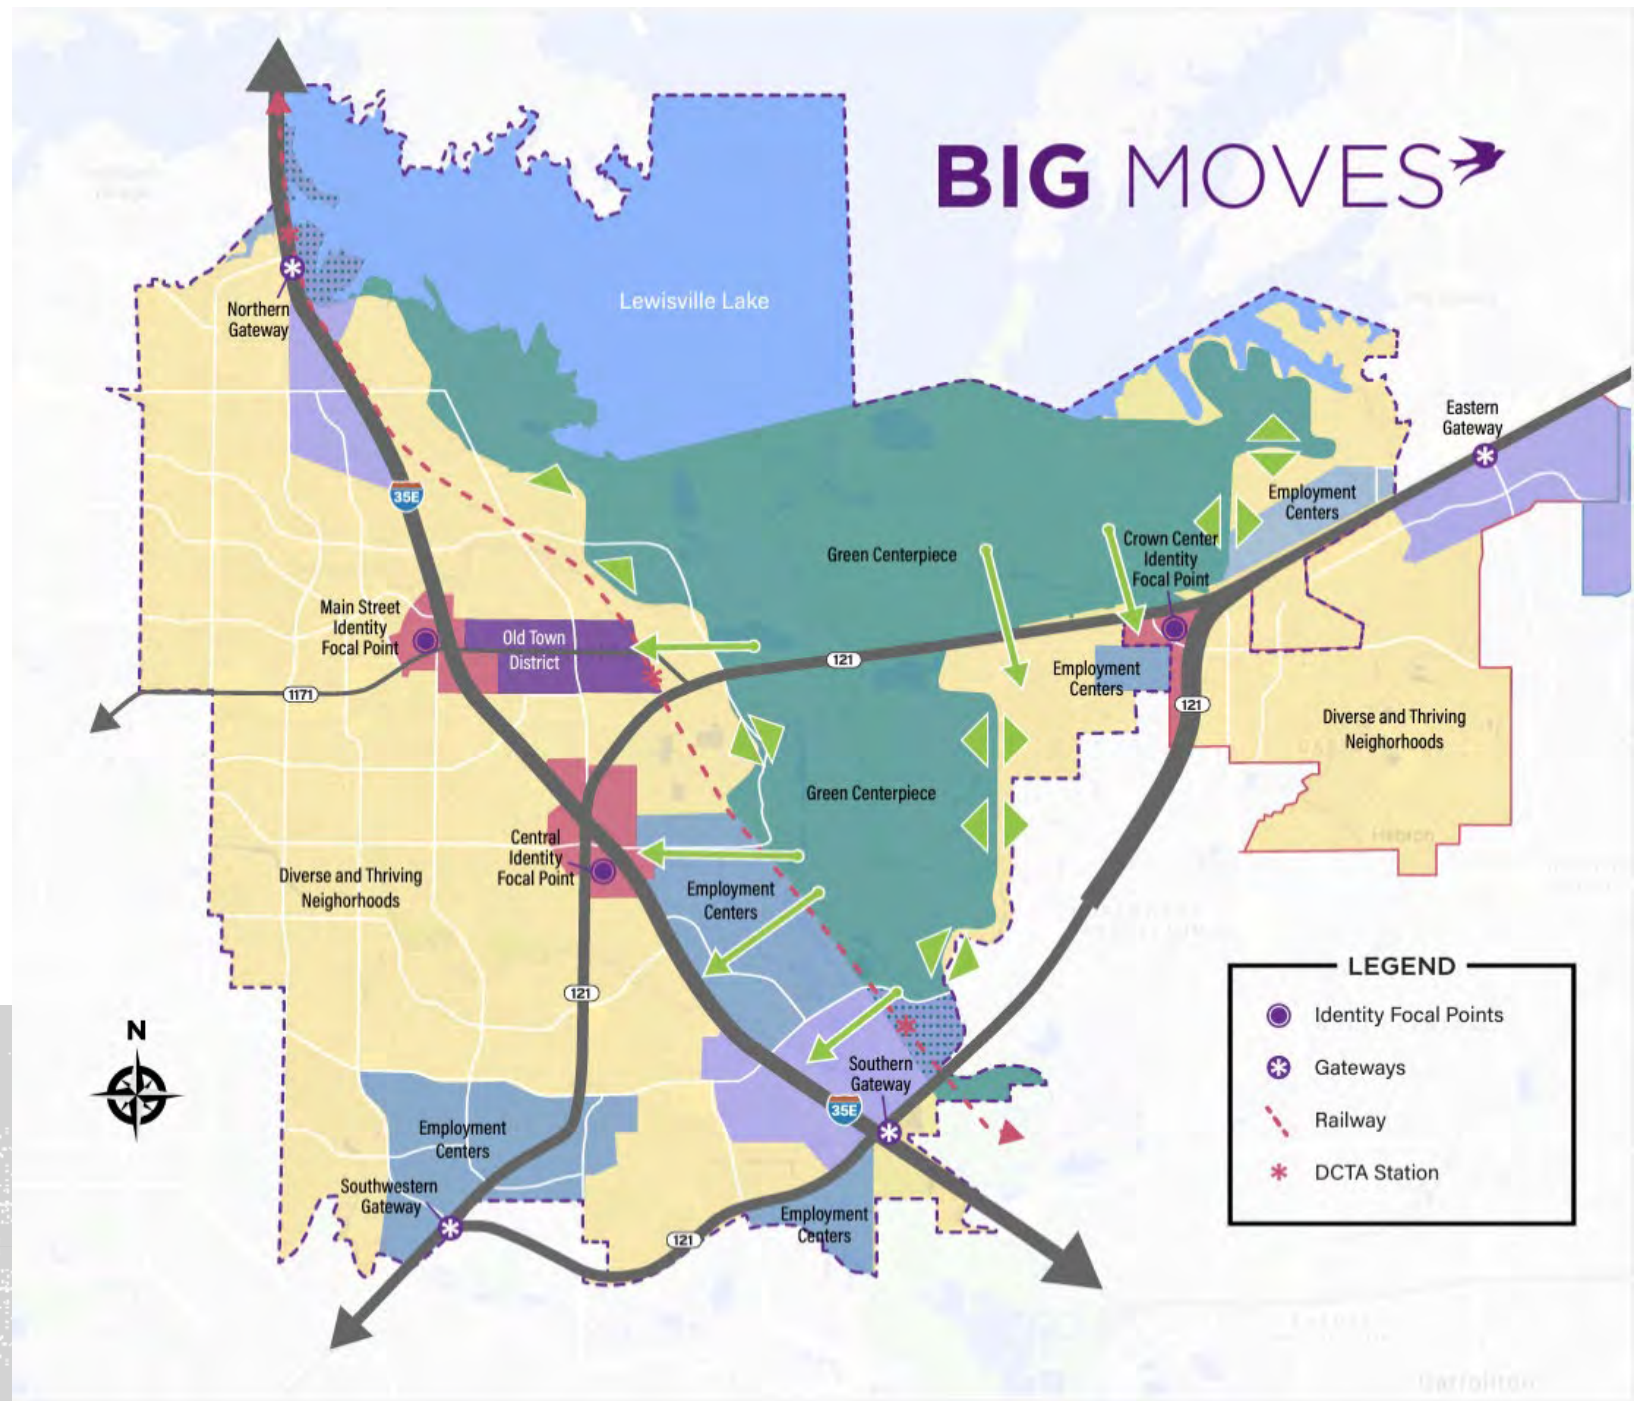 BIG MOVES
Lewisville Lake
Northern
Gateway
35E
Eastern
Gateway
Employment
Centers
Green Centerpiece
Crown Center
Identity
Focal Point
Main Street
Identity
Focal Point
Old Town
District
121
Employment
Centers
1171
121
Diverse and Thriving
Neighorhoods
Green Centerpiece
Central
Identity
Focal Point
Diverse and Thriving
Neighorhoods
Employment
Centers
121
Southern
Gateway
35E
Employment
Centers
Southwestern
Gateway
Employment
Centers
121
N
LEGEND
Identity Focal Points
Gateways
Railway
DCTA Station
Hebron
Carrollton